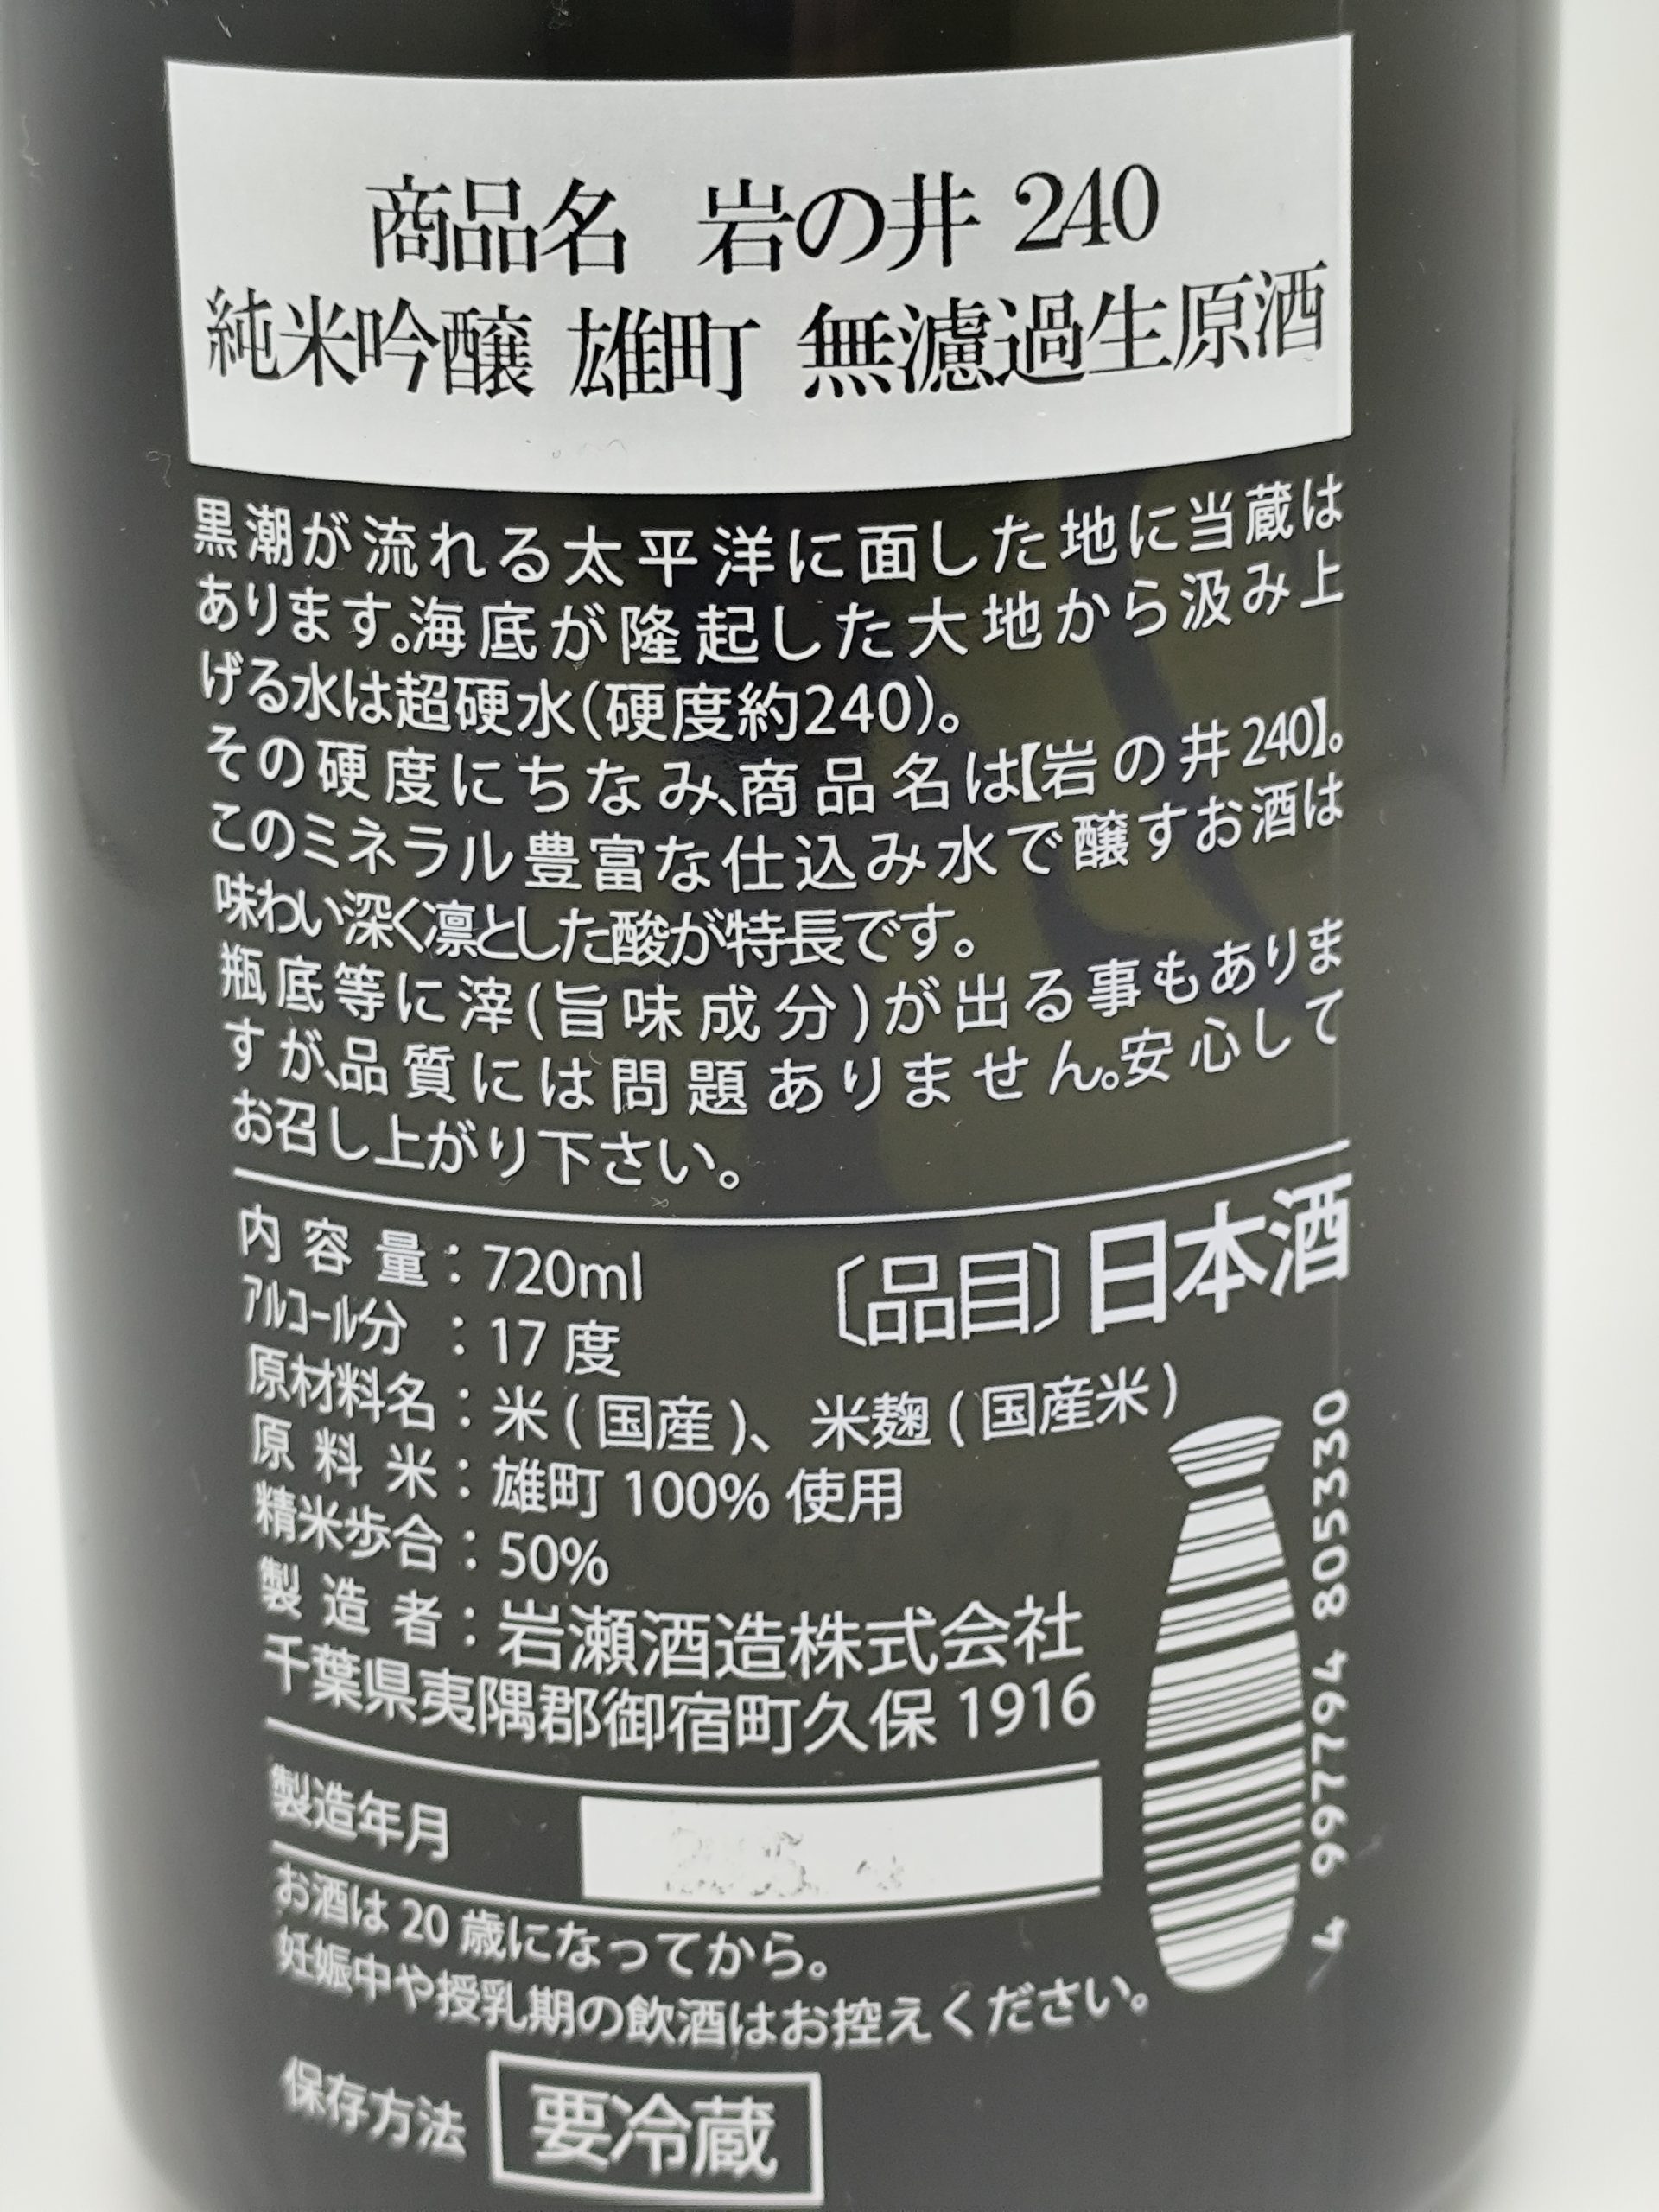 商品名 岩の井 240
純米吟醸 雄町 無濾過生原酒
黒潮が流れる太平洋に面した地に当蔵は
あります。海底が隆起した大地から汲み上
げる水は超硬水(硬度約240)。
その硬度にちなみ、商品名は【岩の井240】。
このミネラル豊富な仕込み水で醸すお酒は
味わい深く凛とした酸が特長です。
瓶底等に滓(旨味成分)が出る事もありま
すが、品質には問題ありません。安心して
お召し上がり下さい。
内容量:720ml
〔品目〕日本酒
アルコール分 :17 度
原材料名:米(国産)、米麹(国産米)
原料米:雄町 100% 使用
精米歩合:50%
製造者:岩瀬酒造株式会社
千葉県夷隅郡御宿町久保 1916
製造年月
お酒は 20 歳になってから。
妊娠中や授乳期の飲酒はお控えください。
保存方法 要冷蔵
4 997794 805330